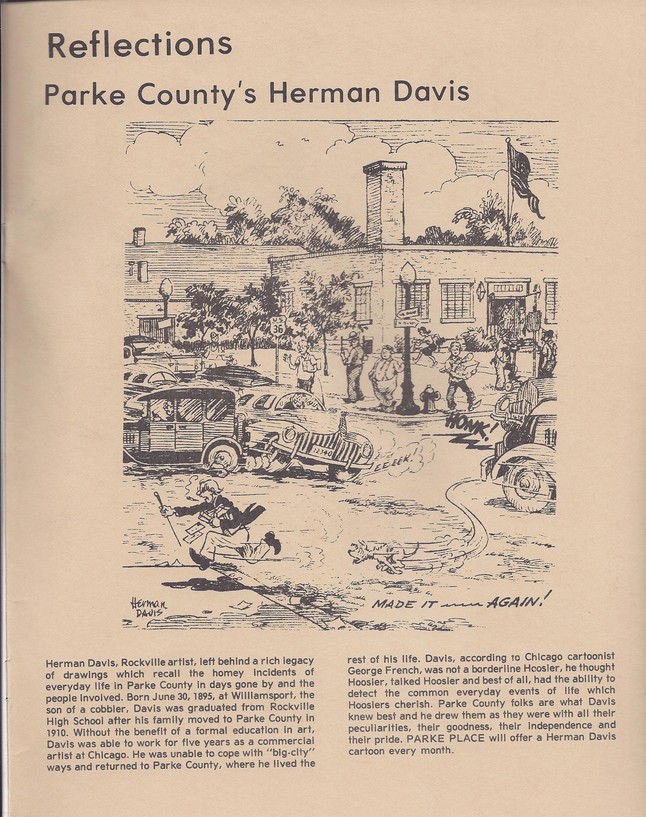 Reflections
Parke County's Herman Davis
36
HONK!
12140
EEEEK!
Herman
DAVIS
MADE IT AGAIN!
Herman Davis, Rockville artist, left behind a rich legacy
of drawings which recall the homey incidents of
everyday life in Parke County in days gone by and the
people involved. Born June 30, 1895, at Williamsport, the
son of a cobbler, Davis was graduated from Rockville
High School after his family moved to Parke County in
1910. Without the benefit of a formal education in art,
Davis was able to work for five years as a commercial
artist at Chicago. He was unable to cope with "big-city"
ways and returned to Parke County, where he lived the
rest of his life. Davis, according to Chicago cartoonist
George French, was not a borderline Hoosier, he thought
Hoosier, talked Hoosier and best of all, had the ability to
detect the common everyday events of life which
Hoosiers cherish. Parke County folks are what Davis
knew best and he drew them as they were with all their
peculiarities, their goodness, their independence and
their pride. PARKE PLACE will offer a Herman Davis
cartoon every month.